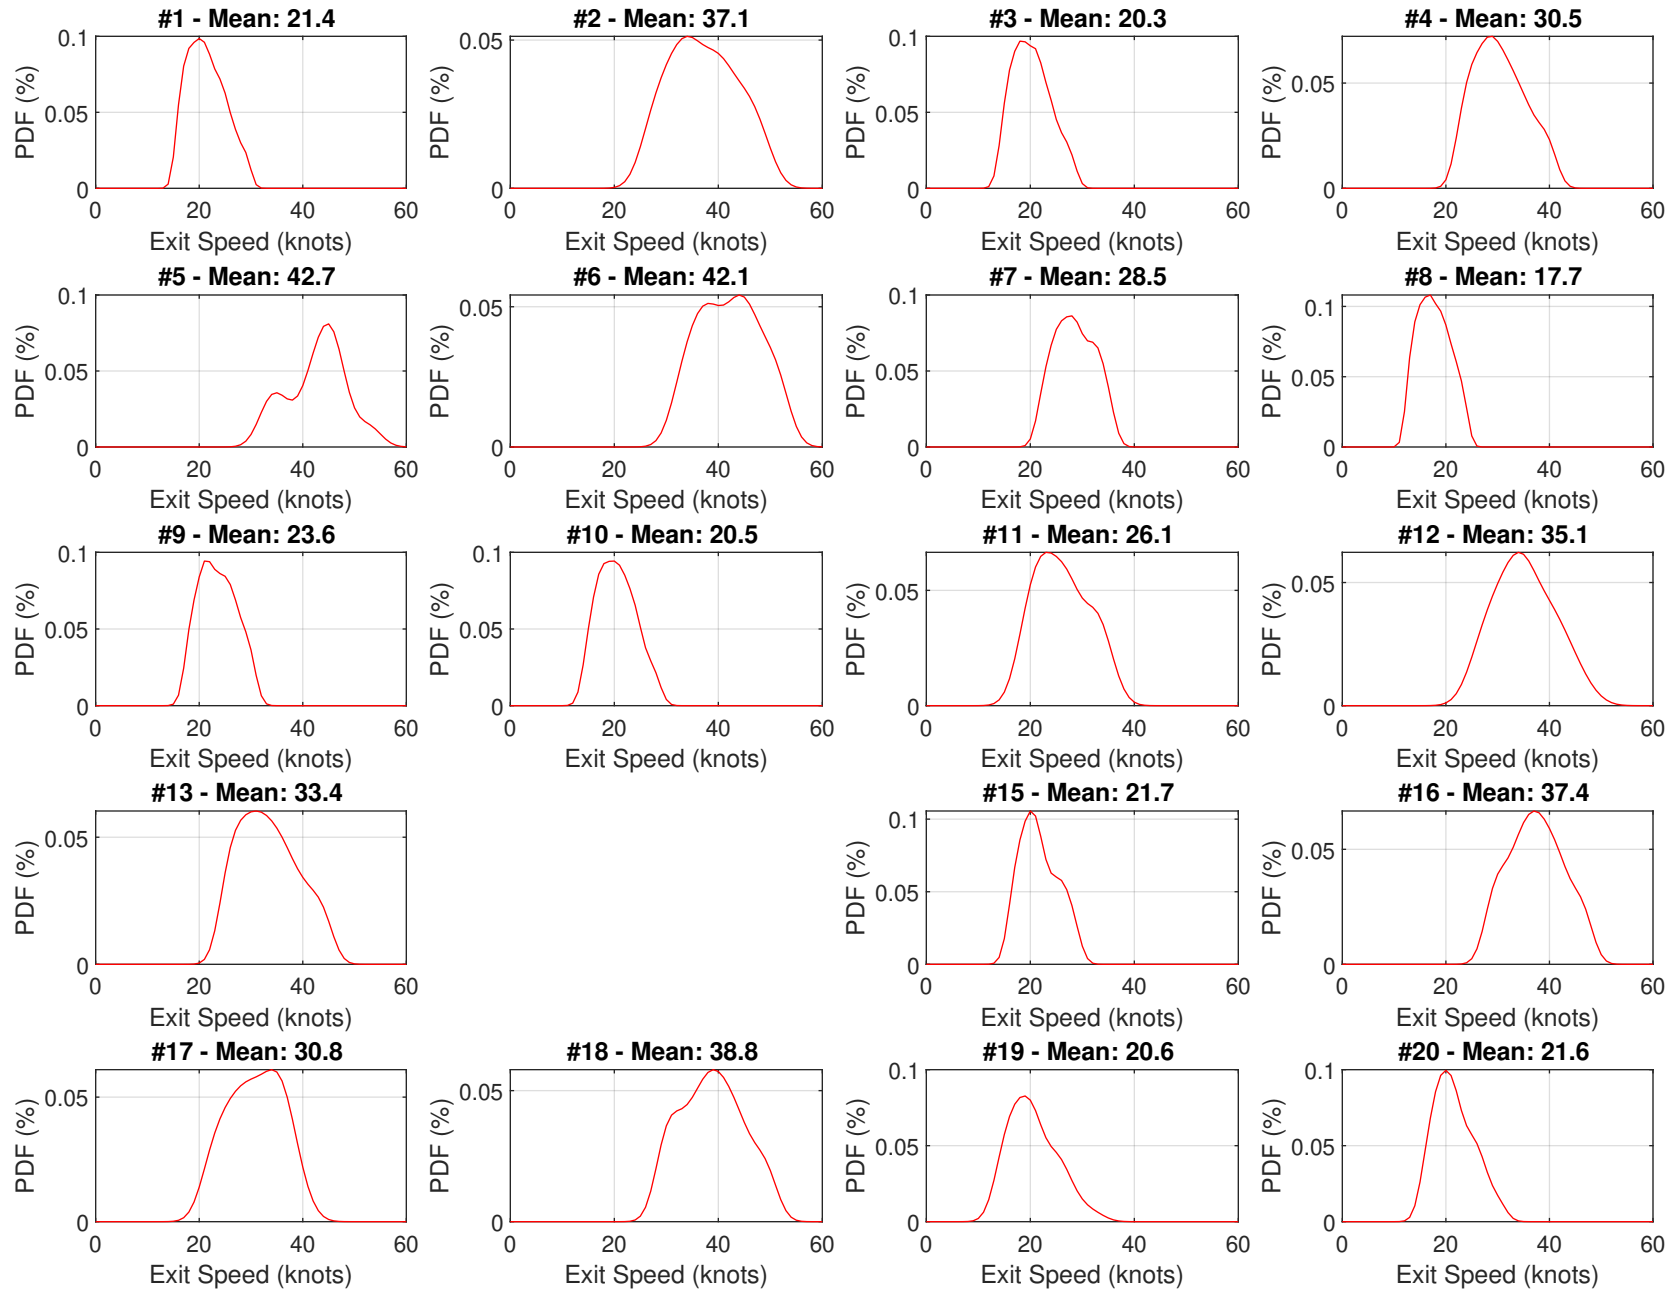 #1 - Mean: 21.4
PDF (%)
0.1
0.05
0
0 20 40 60
Exit Speed (knots)
#2 - Mean: 37.1
PDF (%)
0.05
0
0 20 40 60
Exit Speed (knots)
#3 - Mean: 20.3
PDF (%)
0.1
0.05
0
0 20 40 60
Exit Speed (knots)
#4 - Mean: 30.5
PDF (%)
0.05
0
0 20 40 60
Exit Speed (knots)
#5 - Mean: 42.7
PDF (%)
0.1
0.05
0
0 20 40 60
Exit Speed (knots)
#6 - Mean: 42.1
PDF (%)
0.05
0
0 20 40 60
Exit Speed (knots)
#7 - Mean: 28.5
PDF (%)
0.1
0.05
0
0 20 40 60
Exit Speed (knots)
#8 - Mean: 17.7
PDF (%)
0.1
0.05
0
0 20 40 60
Exit Speed (knots)
#9 - Mean: 23.6
PDF (%)
0.1
0.05
0
0 20 40 60
Exit Speed (knots)
#10 - Mean: 20.5
PDF (%)
0.1
0.05
0
0 20 40 60
Exit Speed (knots)
#11 - Mean: 26.1
PDF (%)
0.05
0
0 20 40 60
Exit Speed (knots)
#12 - Mean: 35.1
PDF (%)
0.05
0
0 20 40 60
Exit Speed (knots)
#13 - Mean: 33.4
PDF (%)
0.05
0
0 20 40 60
Exit Speed (knots)
#15 - Mean: 21.7
PDF (%)
0.1
0.05
0
0 20 40 60
Exit Speed (knots)
#16 - Mean: 37.4
PDF (%)
0.05
0
0 20 40 60
Exit Speed (knots)
#17 - Mean: 30.8
PDF (%)
0.05
0
0 20 40 60
Exit Speed (knots)
#18 - Mean: 38.8
PDF (%)
0.05
0
0 20 40 60
Exit Speed (knots)
#19 - Mean: 20.6
PDF (%)
0.1
0.05
0
0 20 40 60
Exit Speed (knots)
#20 - Mean: 21.6
PDF (%)
0.1
0.05
0
0 20 40 60
Exit Speed (knots)